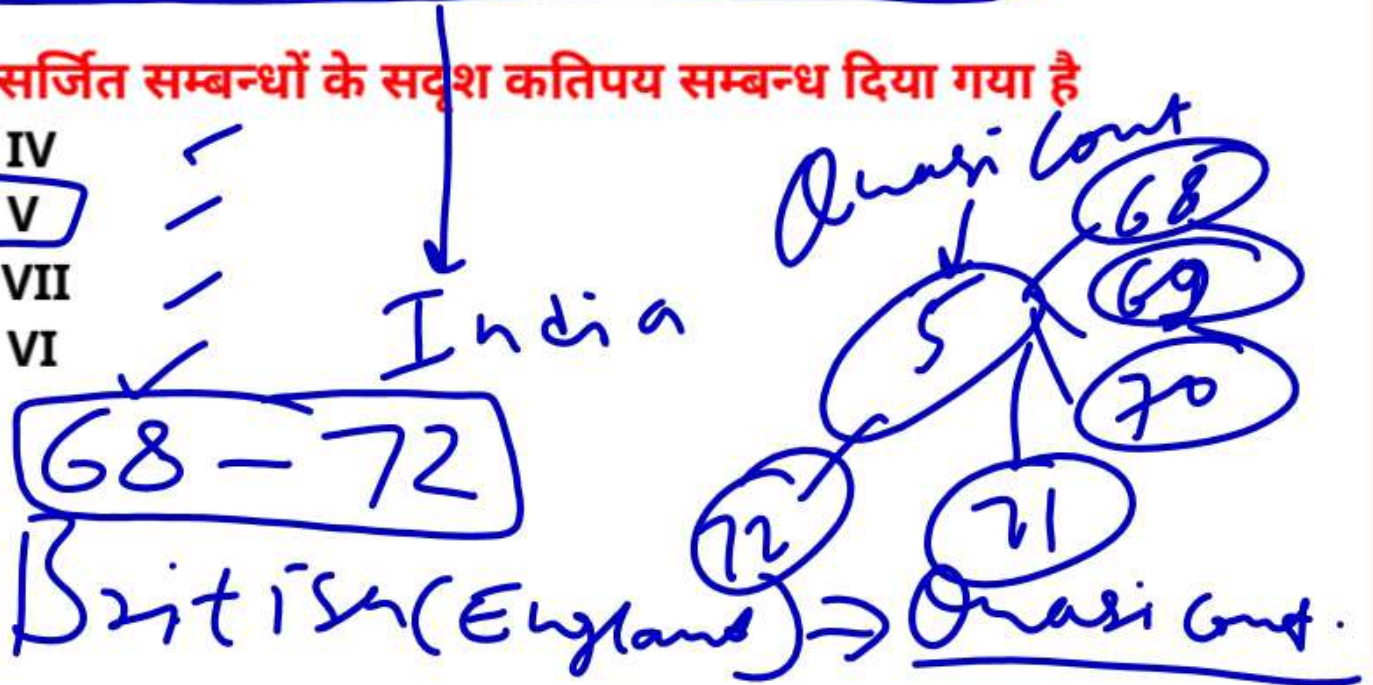 सर्जित सम्बन्धों के सदृश कतिपय सम्बन्ध दिया गया है
IV
V
VII
VI
India
Quasi Cont
5
68
69
70
71
72
68 - 72
British (England) ⇒ Quasi Cont.